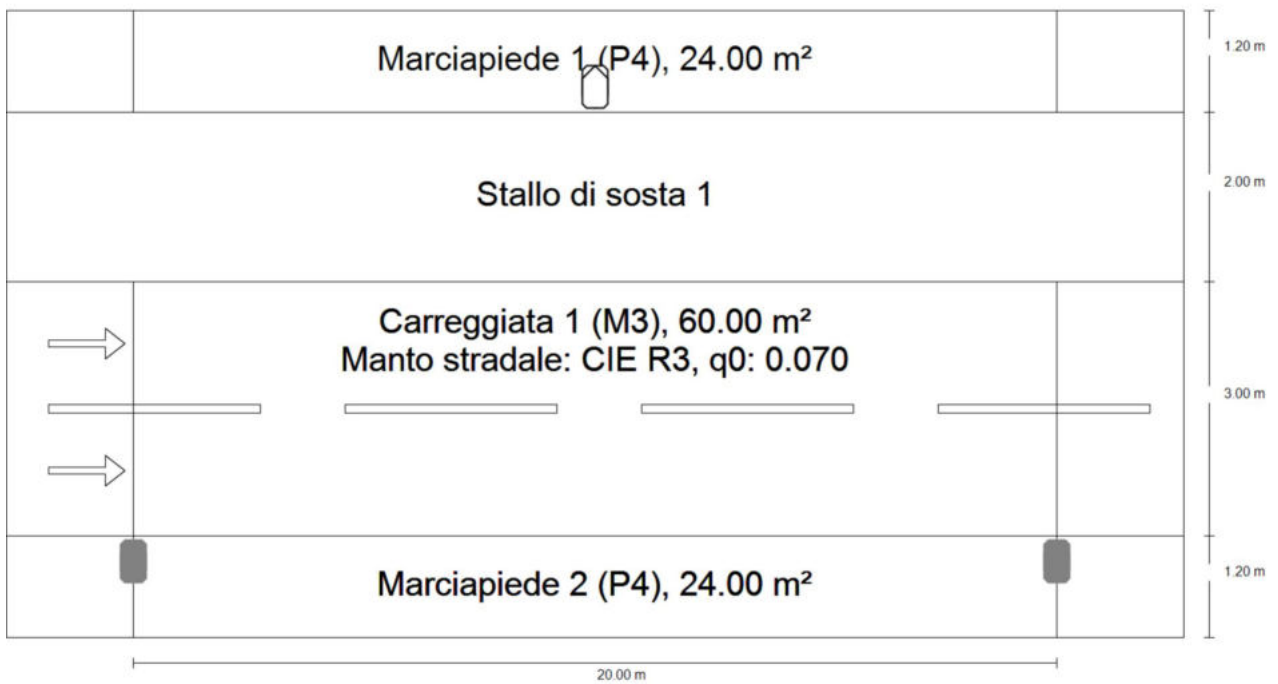 Marciapiede 1 (P4), 24.00 m²
1.20 m
Stallo di sosta 1
2.00 m
Carreggiata 1 (M3), 60.00 m²
Manto stradale: CIE R3, q0: 0.070
3.00 m
Marciapiede 2 (P4), 24.00 m²
1.20 m
20.00 m